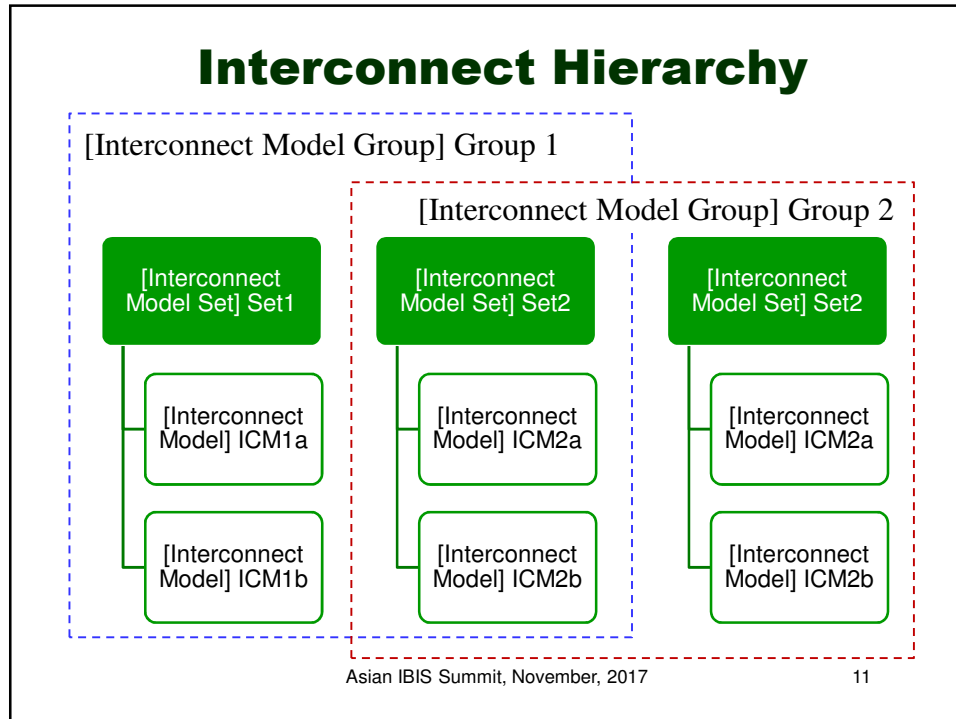 Interconnect Hierarchy
[Interconnect Model Group] Group 1
[Interconnect Model Group] Group 2
[Interconnect
Model Set] Set1
[Interconnect
Model] ICM1a
[Interconnect
Model] ICM1b
[Interconnect
Model Set] Set2
[Interconnect
Model] ICM2a
[Interconnect
Model] ICM2b
[Interconnect
Model Set] Set2
[Interconnect
Model] ICM2a
[Interconnect
Model] ICM2b
Asian IBIS Summit, November, 2017
11